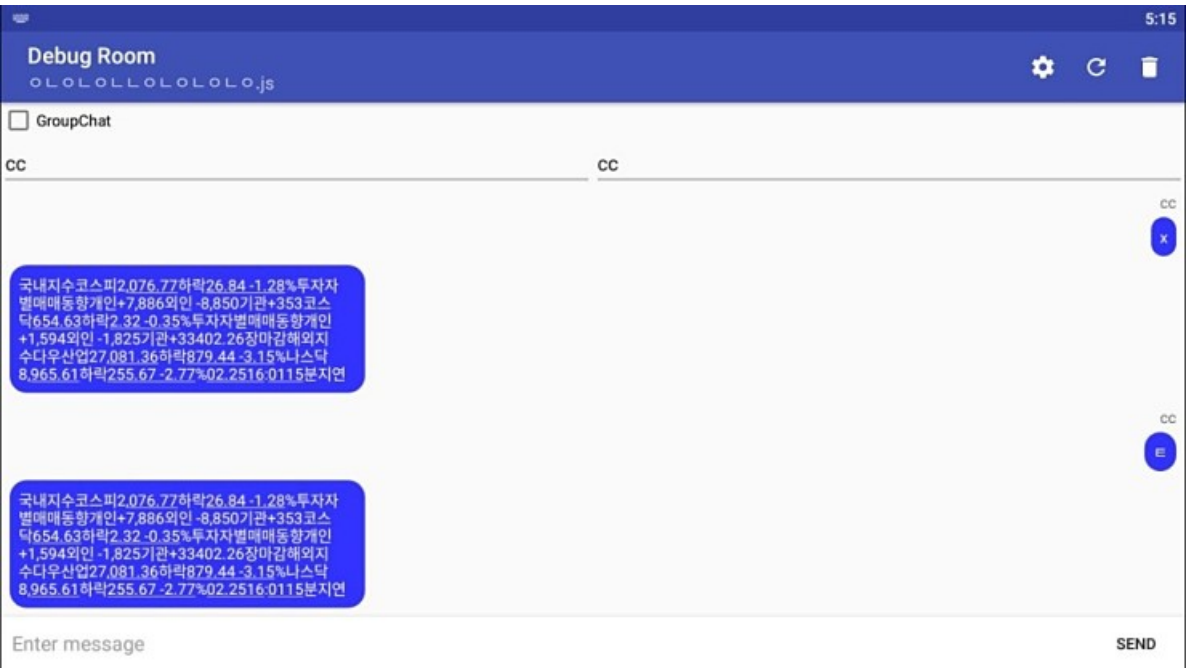 5:15
Debug Room
ㅇㄴㅇㄴㅇㄴㄴㅇㄴㅇㄴㅇㄴㅇ.js
GroupChat
cc
cc
cc
x
국내지수코스피2,076.77하락26.84 -1.28%투자자
별매매동향개인+7,886외인 -8,850기관+353코스
닥654.63하락2.32 -0.35%투자자별매매동향개인
+1,594외인 -1,825기관+33402.26장마감해외지
수다우산업27,081.36하락879.44 -3.15%나스닥
8,965.61하락255.67 -2.77%02.2516:0115분지연
cc
ㅌ
국내지수코스피2,076.77하락26.84 -1.28%투자자
별매매동향개인+7,886외인 -8,850기관+353코스
닥654.63하락2.32 -0.35%투자자별매매동향개인
+1,594외인 -1,825기관+33402.26장마감해외지
수다우산업27,081.36하락879.44 -3.15%나스닥
8,965.61하락255.67 -2.77%02.2516:0115분지연
Enter message
SEND